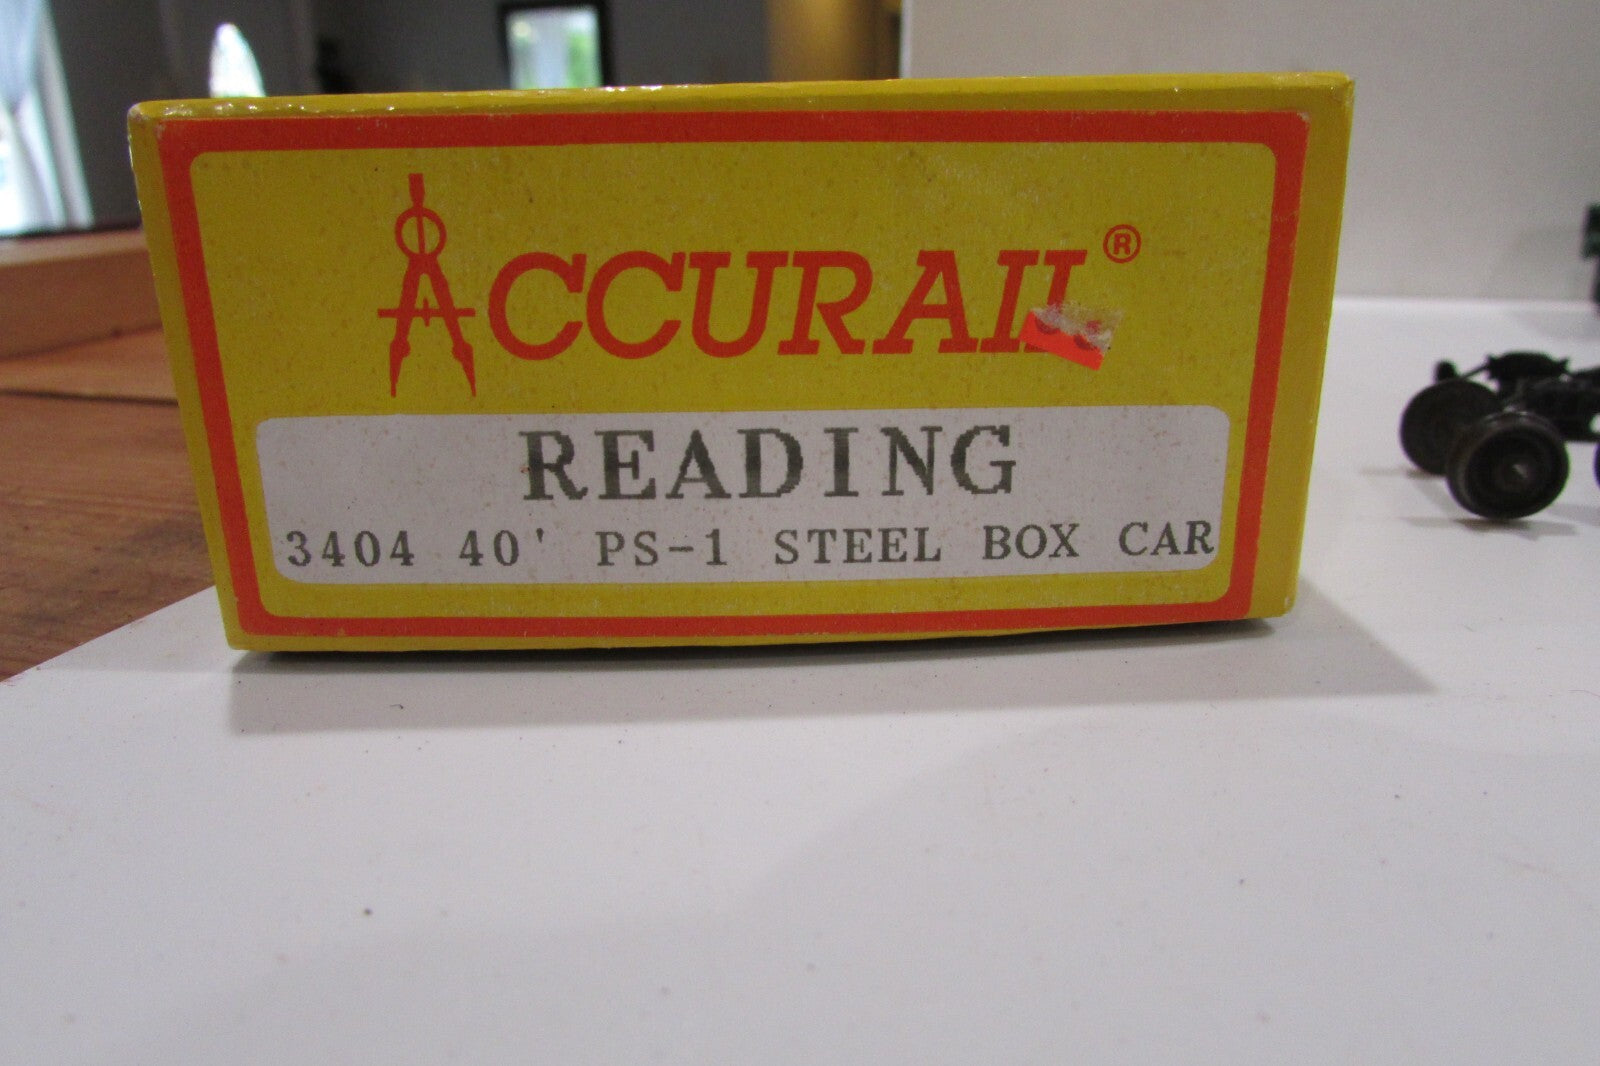 ACCURAIL®
READING
3404 40' PS-1 STEEL BOX CAR